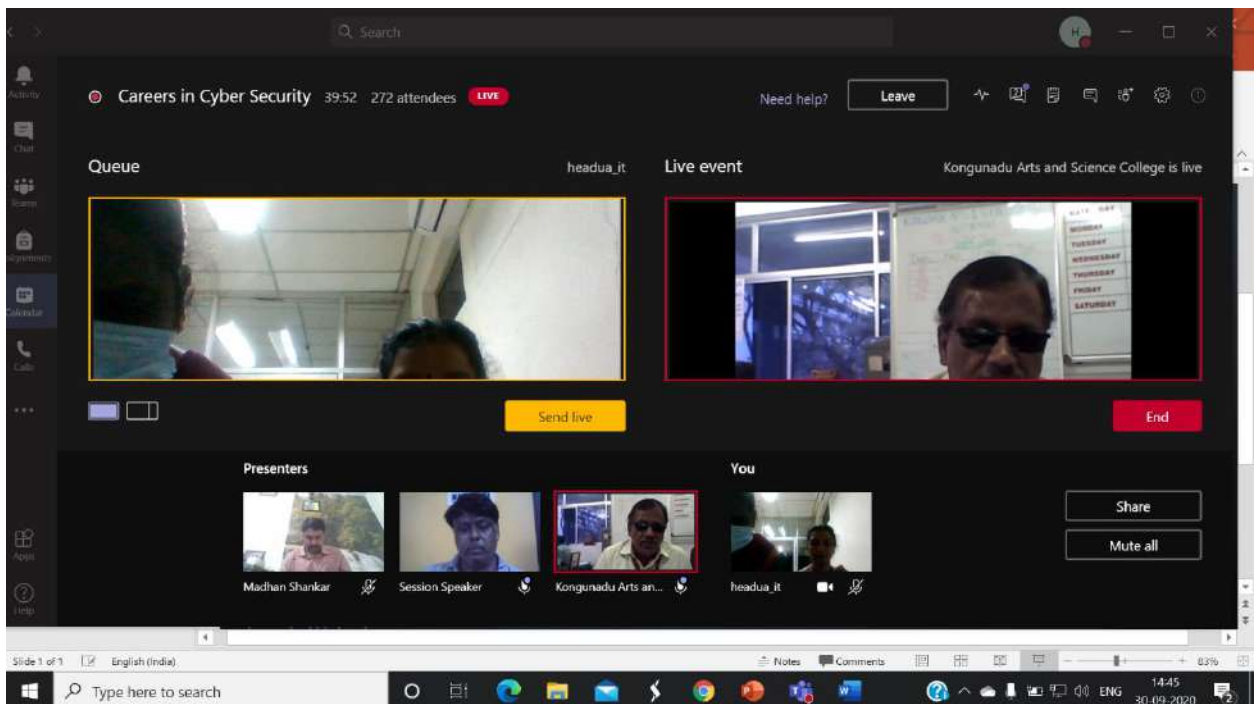 Search
H
Activity
Careers in Cyber Security 39:52 272 attendees LIVE
Need help? Leave
Chat
Teams
Assignments
Calendar
Calls
Apps
Help
Queue headua_it
Live event Kongunadu Arts and Science College is live
MONDAY
TUESDAY
WEDNESDAY
THURSDAY
FRIDAY
SATURDAY
Send live
End
Presenters
You
Share
Mute all
Madhan Shankar
Session Speaker
Kongunadu Arts an...
headua_it
Slide 1 of 1 English (India) Notes Comments 83%
Type here to search
ENG 14:45
30-09-2020
2